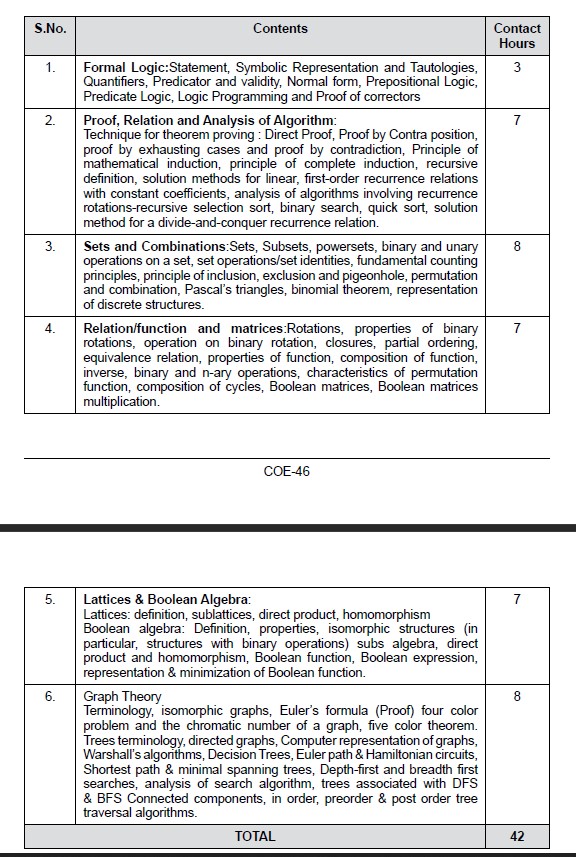 S.No. Contents Contact
Hours
1. Formal Logic:Statement, Symbolic Representation and Tautologies, 3
Quantifiers, Predicator and validity, Normal form, Prepositional Logic,
Predicate Logic, Logic Programming and Proof of correctors
2. Proof, Relation and Analysis of Algorithm: 7
Technique for theorem proving : Direct Proof, Proof by Contra position,
proof by exhausting cases and proof by contradiction, Principle of
mathematical induction, principle of complete induction, recursive
definition, solution methods for linear, first-order recurrence relations
with constant coefficients, analysis of algorithms involving recurrence
rotations-recursive selection sort, binary search, quick sort, solution
method for a divide-and-conquer recurrence relation.
3. Sets and Combinations:Sets, Subsets, powersets, binary and unary 8
operations on a set, set operations/set identities, fundamental counting
principles, principle of inclusion, exclusion and pigeonhole, permutation
and combination, Pascal's triangles, binomial theorem, representation
of discrete structures.
4. Relation/function and matrices:Rotations, properties of binary 7
rotations, operation on binary rotation, closures, partial ordering,
equivalence relation, properties of function, composition of function,
inverse, binary and n-ary operations, characteristics of permutation
function, composition of cycles, Boolean matrices, Boolean matrices
multiplication.
COE-46
5. Lattices & Boolean Algebra: 7
Lattices: definition, sublattices, direct product, homomorphism
Boolean algebra: Definition, properties, isomorphic structures (in
particular, structures with binary operations) subs algebra, direct
product and homomorphism, Boolean function, Boolean expression,
representation & minimization of Boolean function.
6. Graph Theory 8
Terminology, isomorphic graphs, Euler's formula (Proof) four color
problem and the chromatic number of a graph, five color theorem.
Trees terminology, directed graphs, Computer representation of graphs,
Warshall's algorithms, Decision Trees, Euler path & Hamiltonian circuits,
Shortest path & minimal spanning trees, Depth-first and breadth first
searches, analysis of search algorithm, trees associated with DFS
& BFS Connected components, in order, preorder & post order tree
traversal algorithms.
TOTAL 42